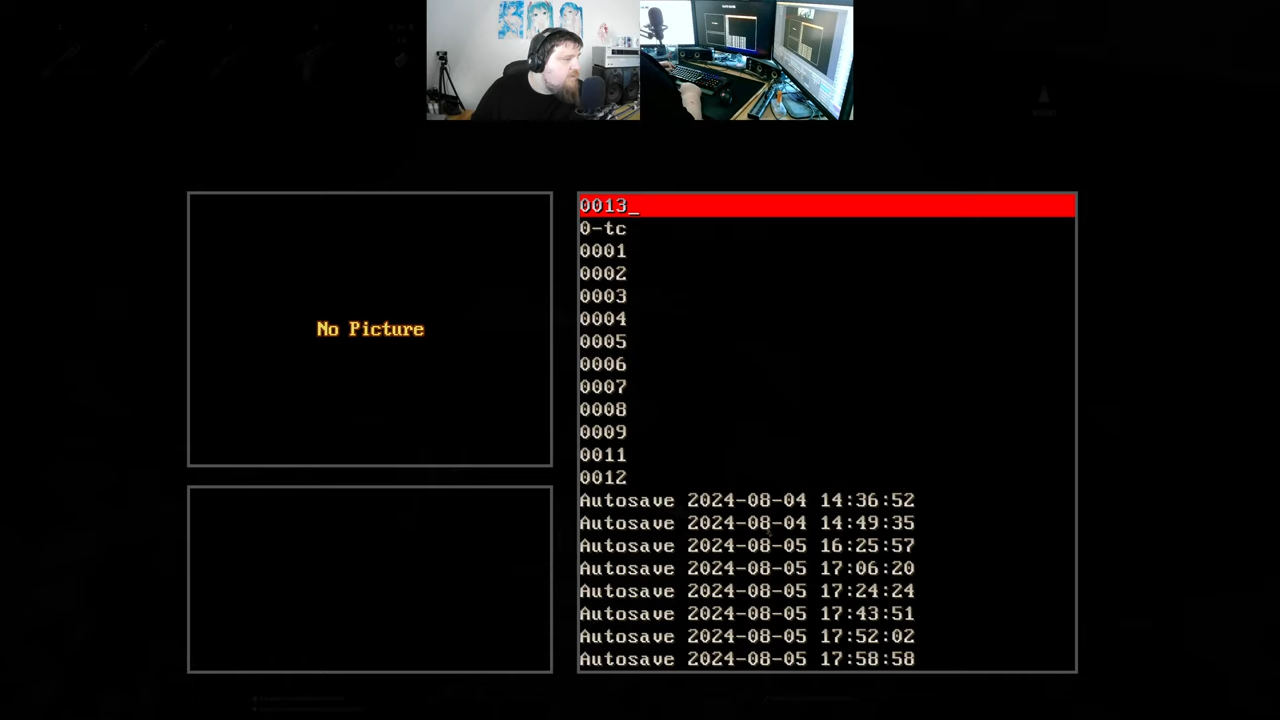 No Picture
0013_
0-tc
0001
0002
0003
0004
0005
0006
0007
0008
0009
0011
0012
Autosave 2024-08-04 14:36:52
Autosave 2024-08-04 14:49:35
Autosave 2024-08-05 16:25:57
Autosave 2024-08-05 17:06:20
Autosave 2024-08-05 17:24:24
Autosave 2024-08-05 17:43:51
Autosave 2024-08-05 17:52:02
Autosave 2024-08-05 17:58:58